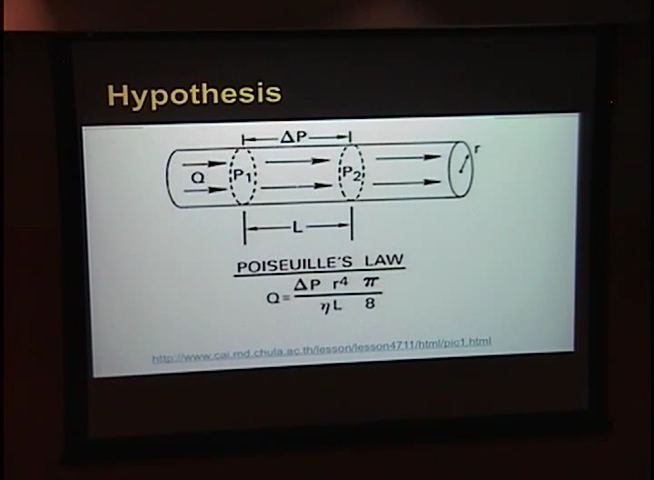 Hypothesis
ΔP
Q P1 P2 r
L
POISEUILLE'S LAW
Q = ΔP r⁴ π
ηL 8
http://www.cai.md.chula.ac.th/lesson/lesson4711/html/pic1.html